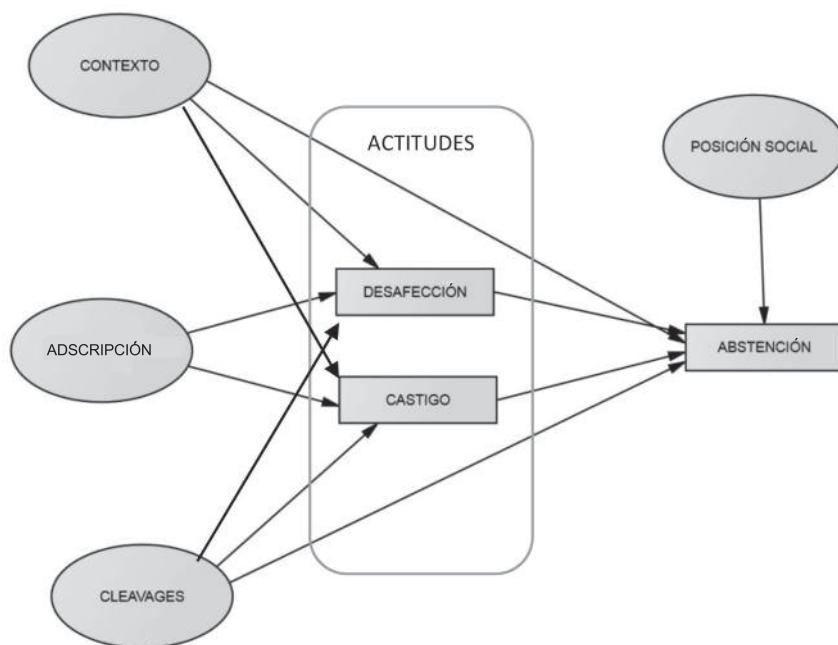 CONTEXTO
ACTITUDES
POSICIÓN SOCIAL
DESAFECCIÓN
ADSCRIPCIÓN
ABSTENCIÓN
CASTIGO
CLEAVAGES